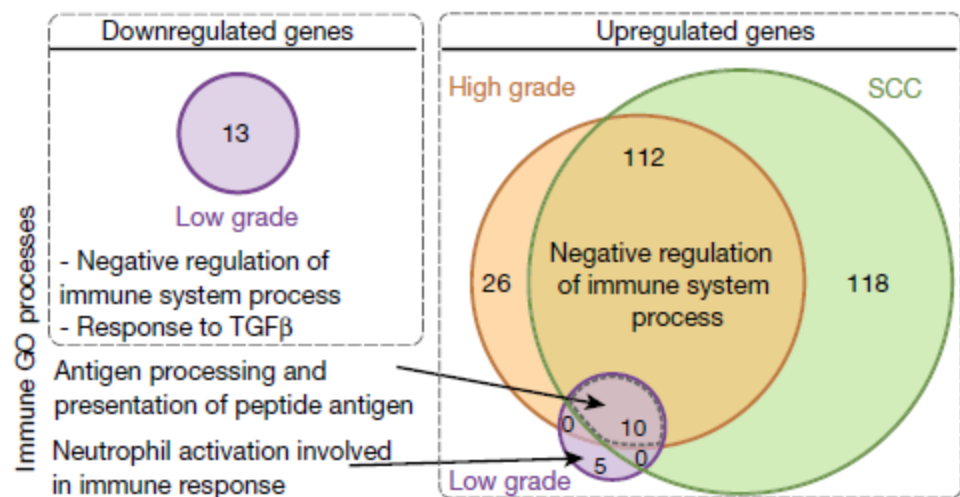 Downregulated genes
13
Low grade
- Negative regulation of
immune system process
- Response to TGFβ
Immune GO processes
Antigen processing and
presentation of peptide antigen
Neutrophil activation involved
in immune response
Upregulated genes
High grade
SCC
112
Negative regulation
of immune system
process
26
118
0
10
5
0
Low grade